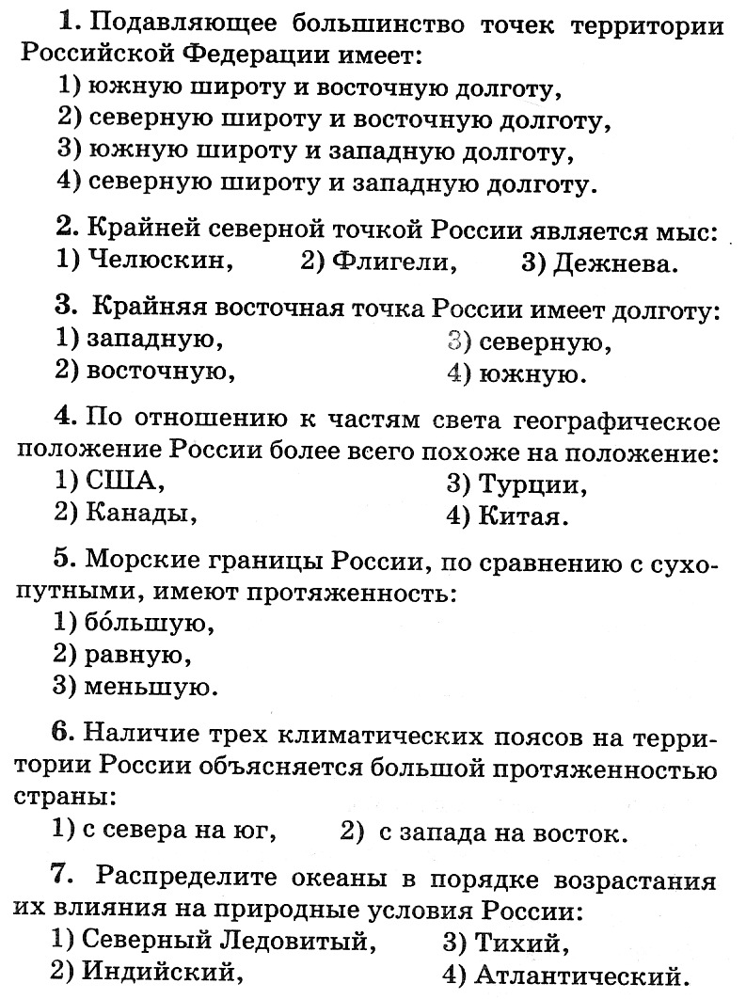 1. Подавляющее большинство точек территории
Российской Федерации имеет:
1) южную широту и восточную долготу,
2) северную широту и восточную долготу,
3) южную широту и западную долготу,
4) северную широту и западную долготу.
2. Крайней северной точкой России является мыс:
1) Челюскин, 2) Флигели, 3) Дежнева.
3. Крайняя восточная точка России имеет долготу:
1) западную, 3) северную,
2) восточную, 4) южную.
4. По отношению к частям света географическое
положение России более всего похоже на положение:
1) США, 3) Турции,
2) Канады, 4) Китая.
5. Морские границы России, по сравнению с сухо-
путными, имеют протяженность:
1) бо́льшую,
2) равную,
3) меньшую.
6. Наличие трех климатических поясов на терри-
тории России объясняется большой протяженностью
страны:
1) с севера на юг, 2) с запада на восток.
7. Распределите океаны в порядке возрастания
их влияния на природные условия России:
1) Северный Ледовитый, 3) Тихий,
2) Индийский, 4) Атлантический.